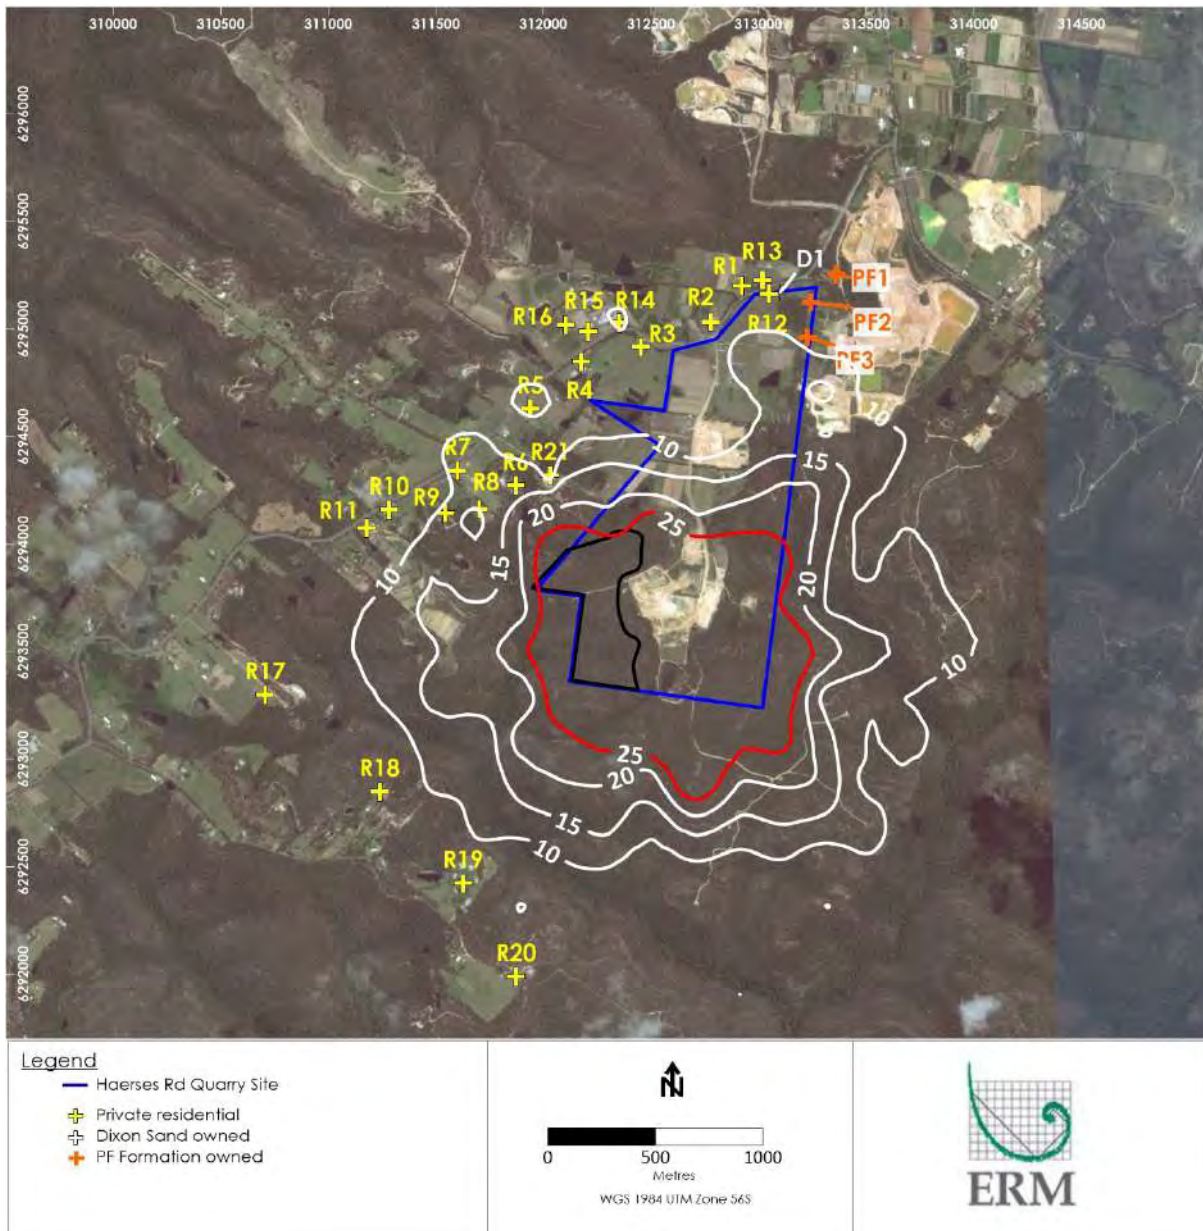 310000 310500 311000 311500 312000 312500 313000 313500 314000 314500
6296000
6295500
6295000
6294500
6294000
6293500
6293000
6292500
6292000
R13
D1
R1
PF1
R15 R14
R2
R16
PF2
R3
R12
PF3
R4
R5
10
10
R7
R21
15
R6
R10
R8
R9
20
25
R11
15
10
20
10
R17
25
R18
20
15
10
R19
R20
Legend
Haerses Rd Quarry Site
Private residential
Dixon Sand owned
PF Formation owned
N
0 500 1000
Metres
WGS 1984 UTM Zone 56S
ERM